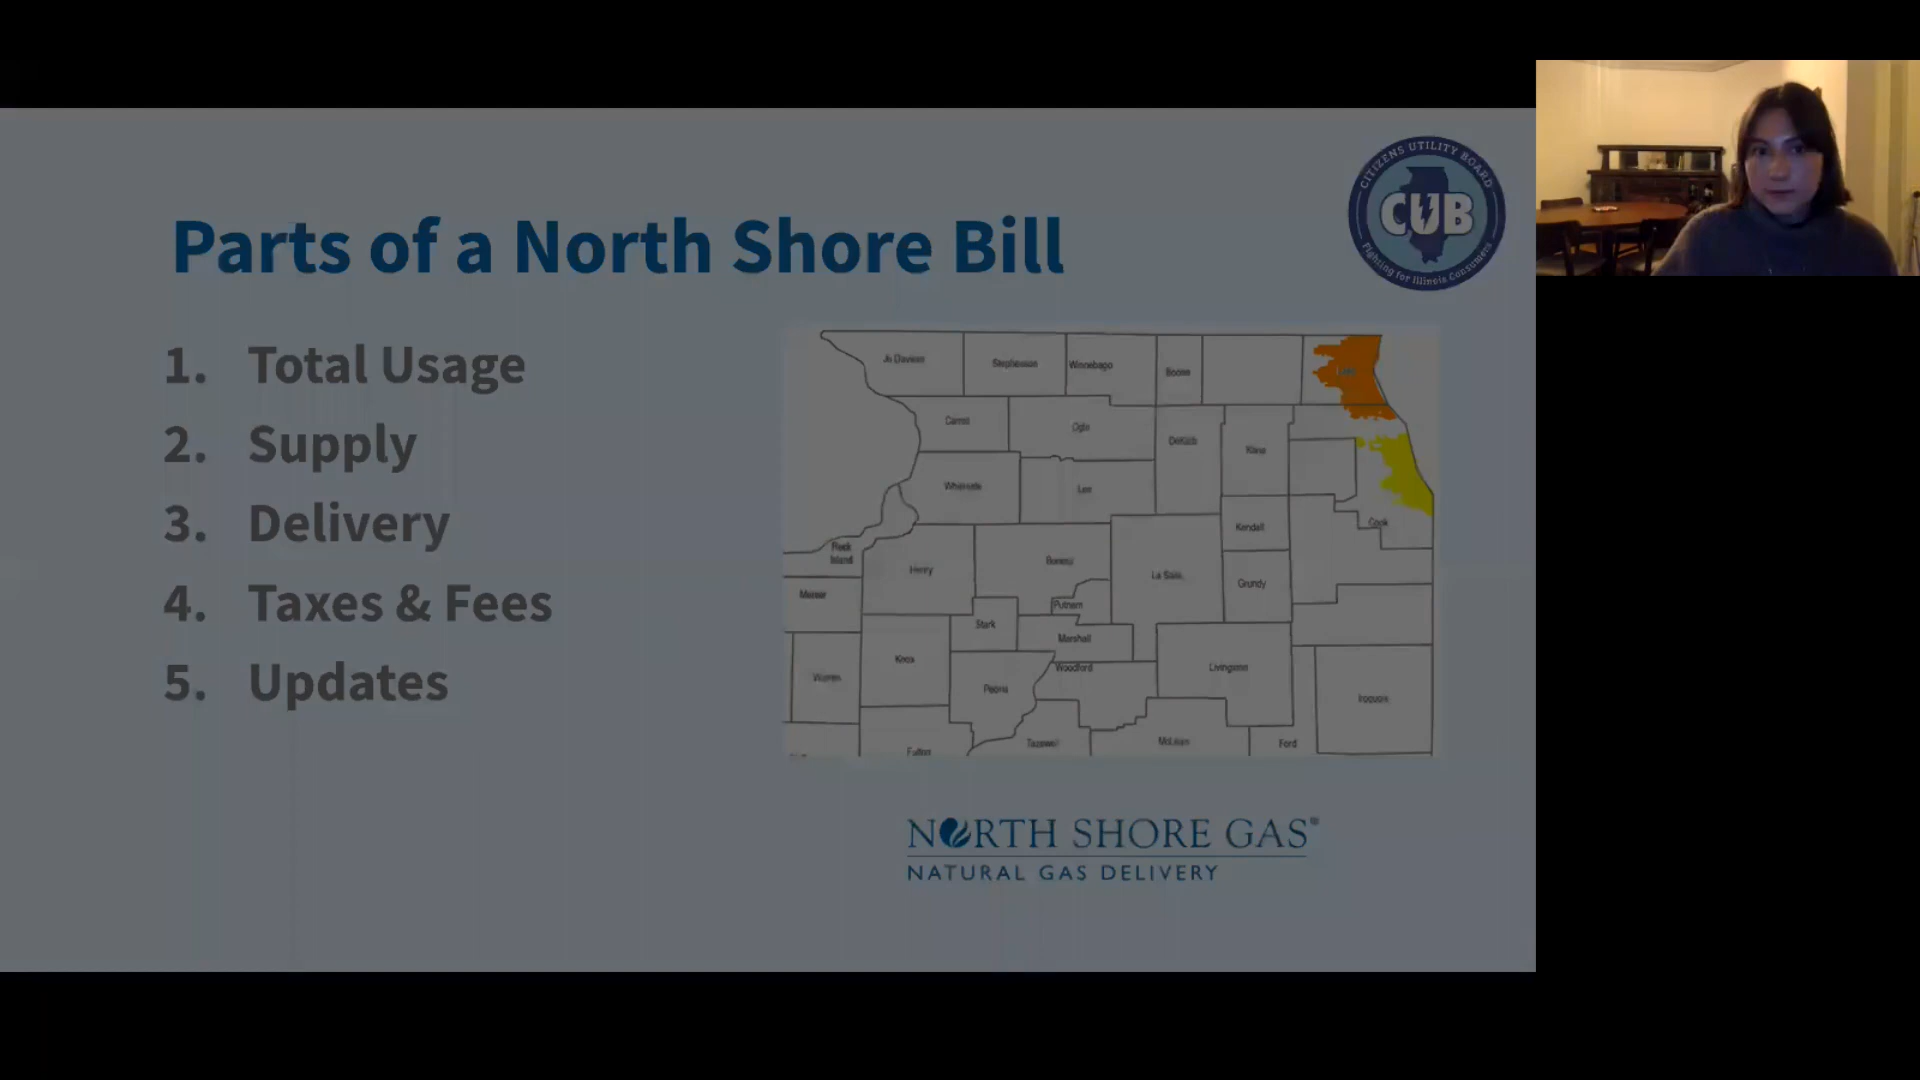 CITIZENS UTILITY BOARD
CUB
Fighting for Illinois Consumers
Parts of a North Shore Bill
1. Total Usage
2. Supply
3. Delivery
4. Taxes & Fees
5. Updates
Jo Daviess
Stephenson
Winnebago
Boone
Lake
Carroll
Ogle
DeKalb
Kane
Whiteside
Lee
Cook
Kendall
Rock
Island
Henry
Bureau
La Salle
Grundy
Mercer
Putnam
Stark
Marshall
Knox
Woodford
Livingston
Warren
Peoria
Iroquois
Tazewell
McLean
Ford
Fulton
NORTH SHORE GAS®
NATURAL GAS DELIVERY